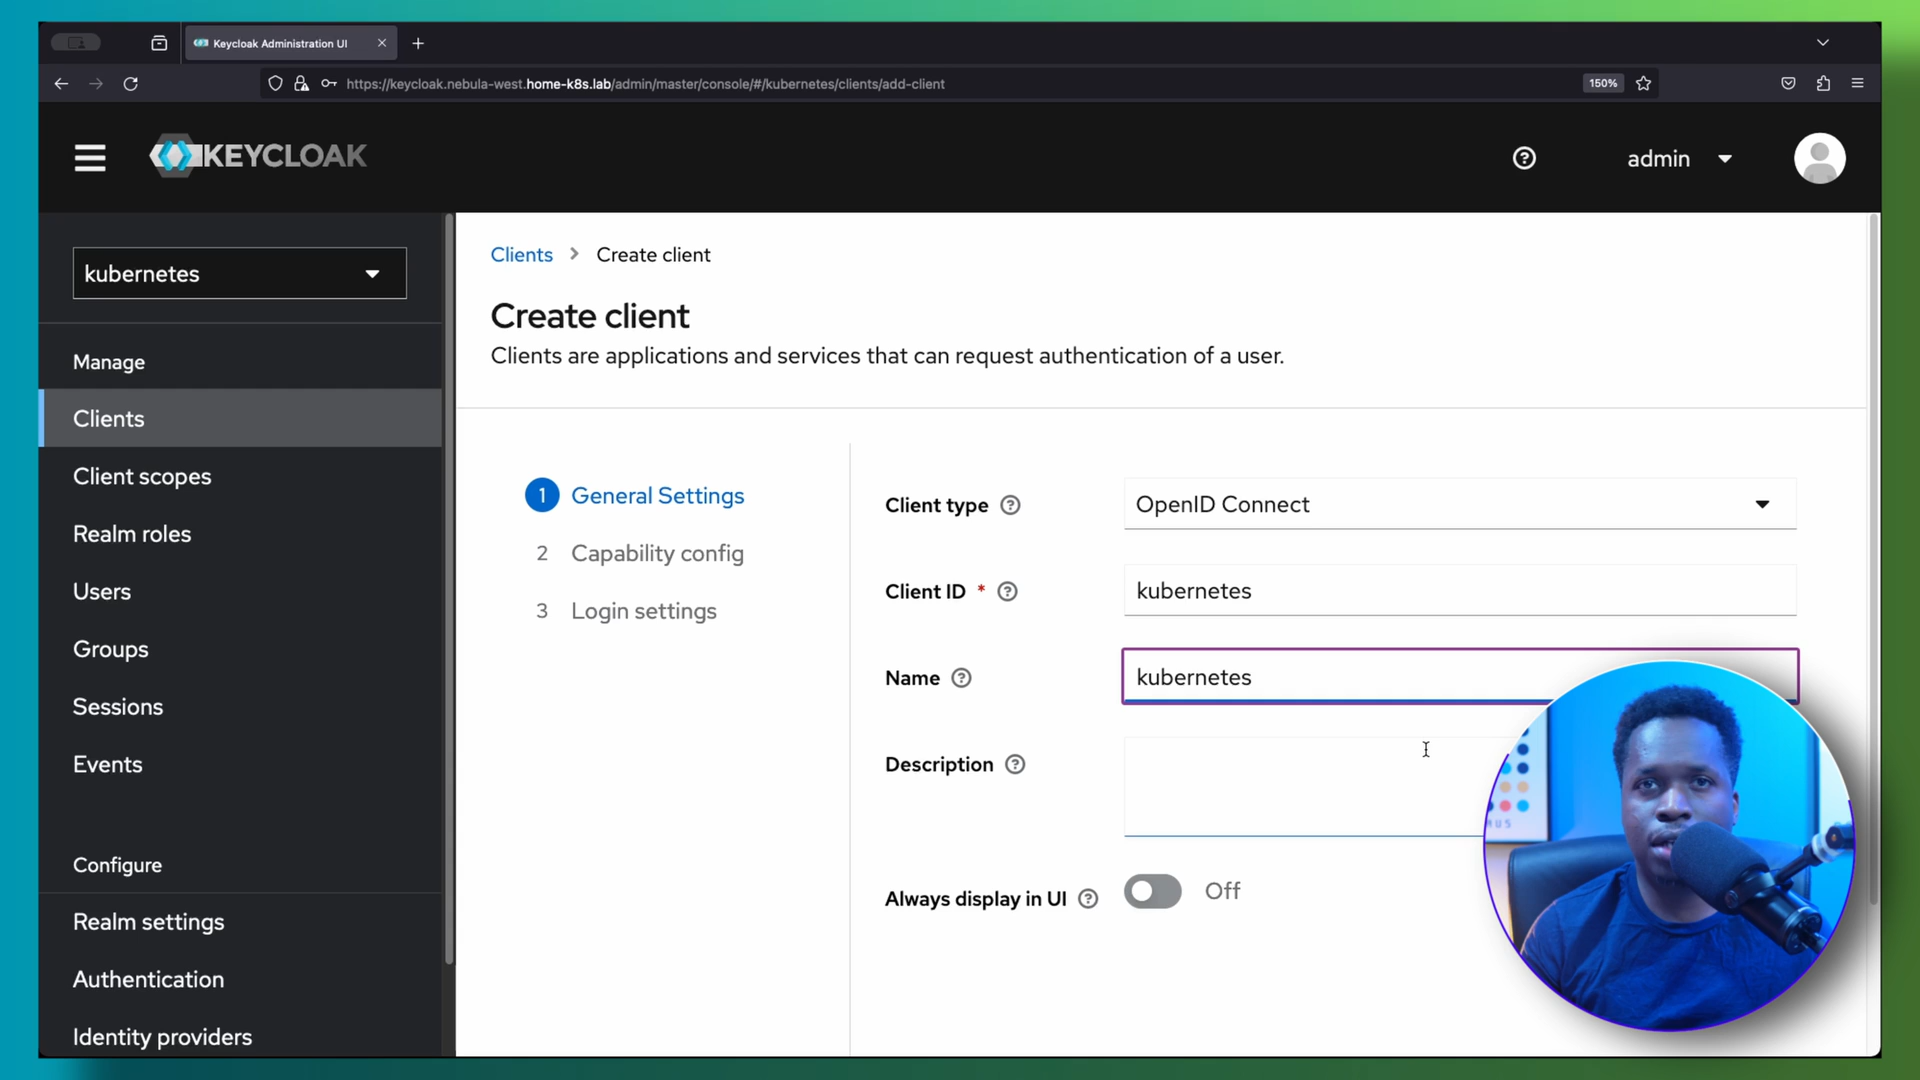 Keycloak Administration UI
https://keycloak.nebula-west.home-k8s.lab/admin/master/console/#/kubernetes/clients/add-client
150%
KEYCLOAK
admin
kubernetes
Manage
Clients
Client scopes
Realm roles
Users
Groups
Sessions
Events
Configure
Realm settings
Authentication
Identity providers
Clients > Create client
Create client
Clients are applications and services that can request authentication of a user.
1 General Settings
2 Capability config
3 Login settings
Client type OpenID Connect
Client ID * kubernetes
Name kubernetes
Description
Always display in UI Off